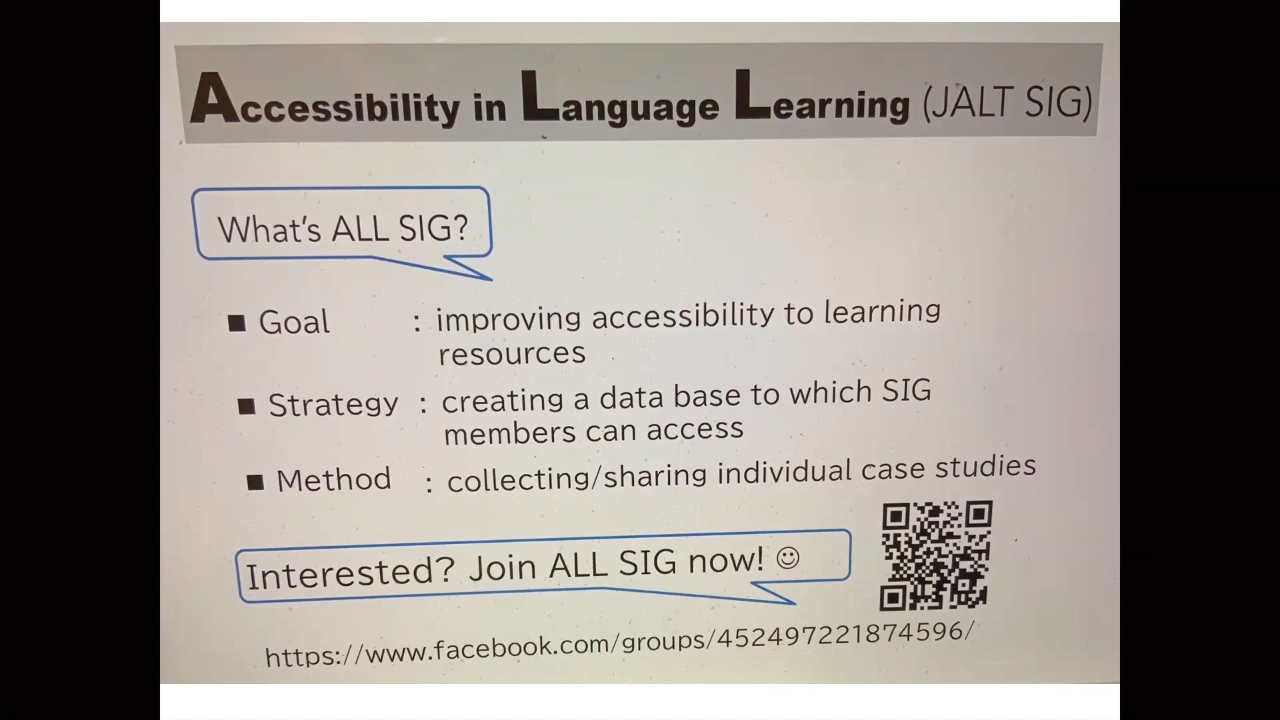 Accessibility in Language Learning (JALT SIG)
What's ALL SIG?
■ Goal : improving accessibility to learning
resources
■ Strategy : creating a data base to which SIG
members can access
■ Method : collecting/sharing individual case studies
Interested? Join ALL SIG now! ☺
https://www.facebook.com/groups/452497221874596/